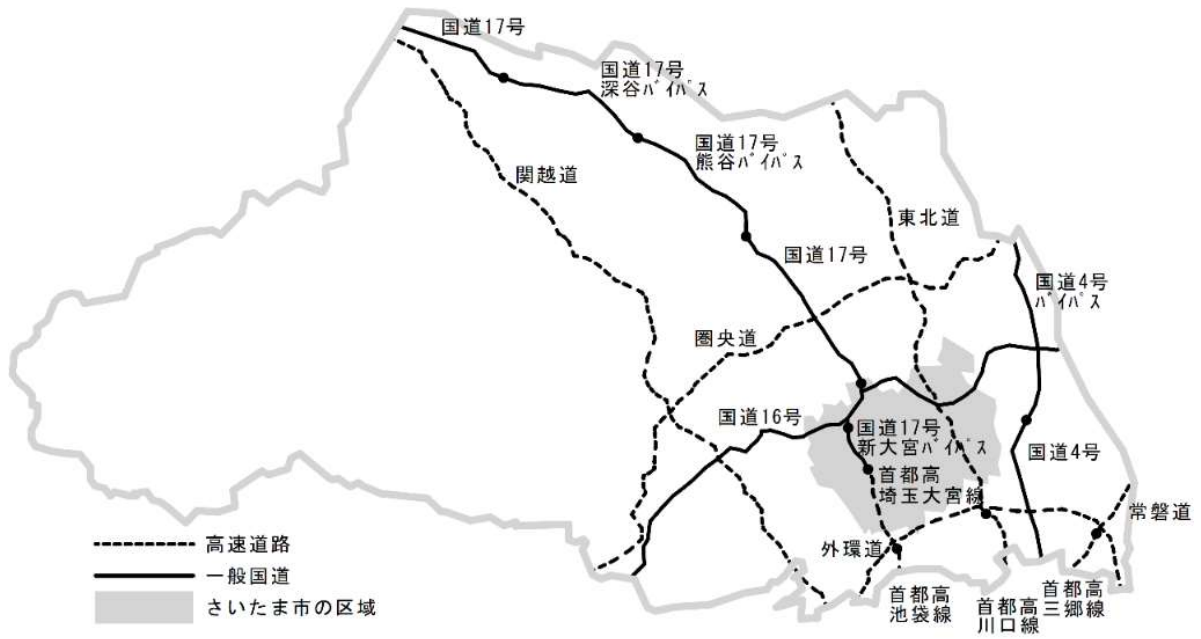 国道17号
国道17号
深谷ﾊﾞｲﾊﾟｽ
国道17号
熊谷ﾊﾞｲﾊﾟｽ
関越道
東北道
国道17号
国道4号
ﾊﾞｲﾊﾟｽ
圏央道
国道16号
国道17号
新大宮ﾊﾞｲﾊﾟｽ
国道4号
首都高
埼玉大宮線
常磐道
外環道
首都高
池袋線
首都高
川口線
首都高
三郷線
高速道路
一般国道
さいたま市の区域